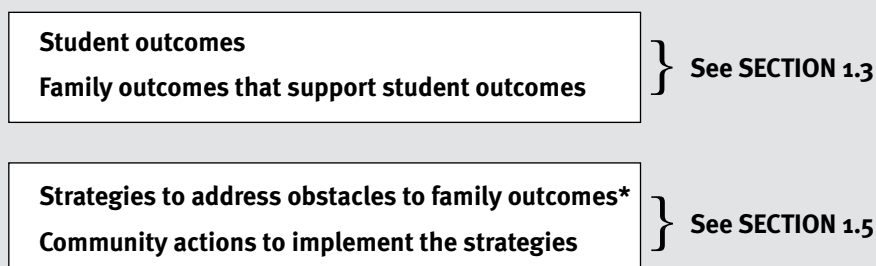 Student outcomes
Family outcomes that support student outcomes
} See SECTION 1.3
Strategies to address obstacles to family outcomes*
Community actions to implement the strategies
} See SECTION 1.5